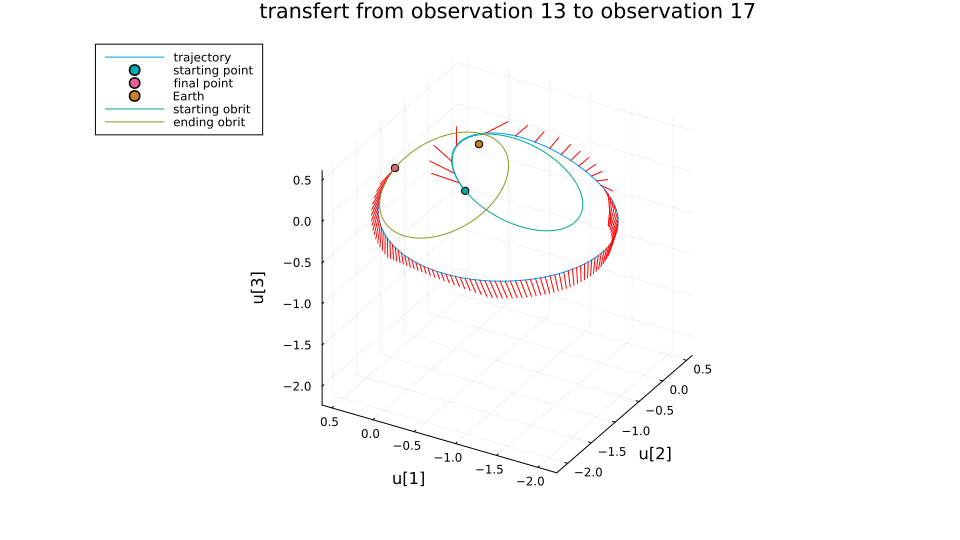 transfert from observation 13 to observation 17
trajectory
starting point
final point
Earth
starting obrit
ending obrit
0.5
0.0
−0.5
−1.0
−1.5
−2.0
u[3]
0.5
0.0
−0.5
−1.0
−1.5
−2.0
u[1]
0.5
0.0
−0.5
−1.0
−1.5
−2.0
u[2]